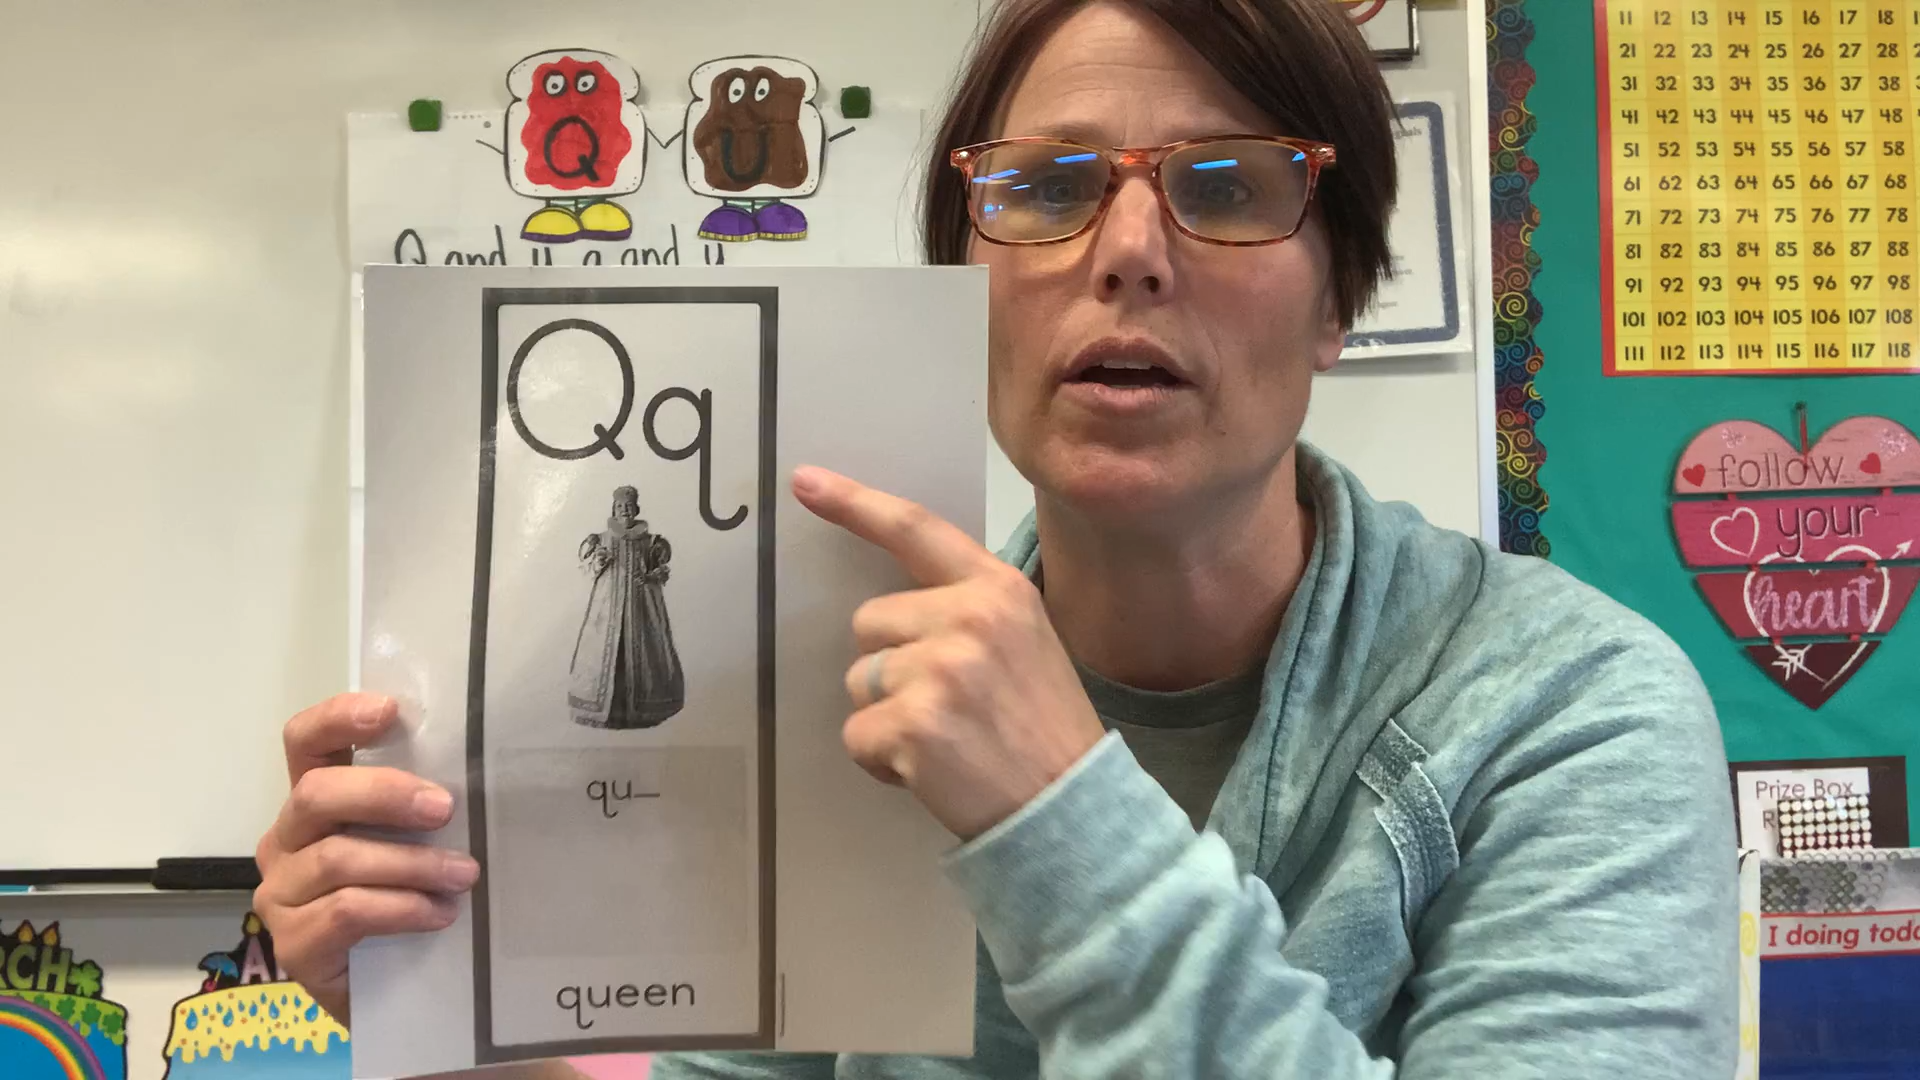 Q
U
Q and u, q and u
Qq
qu_
queen
11 12 13 14 15 16 17 18
21 22 23 24 25 26 27 28
31 32 33 34 35 36 37 38
41 42 43 44 45 46 47 48
51 52 53 54 55 56 57 58
61 62 63 64 65 66 67 68
71 72 73 74 75 76 77 78
81 82 83 84 85 86 87 88
91 92 93 94 95 96 97 98
101 102 103 104 105 106 107 108
111 112 113 114 115 116 117 118
follow
your
heart
Prize Box
I doing toda
RCH
A